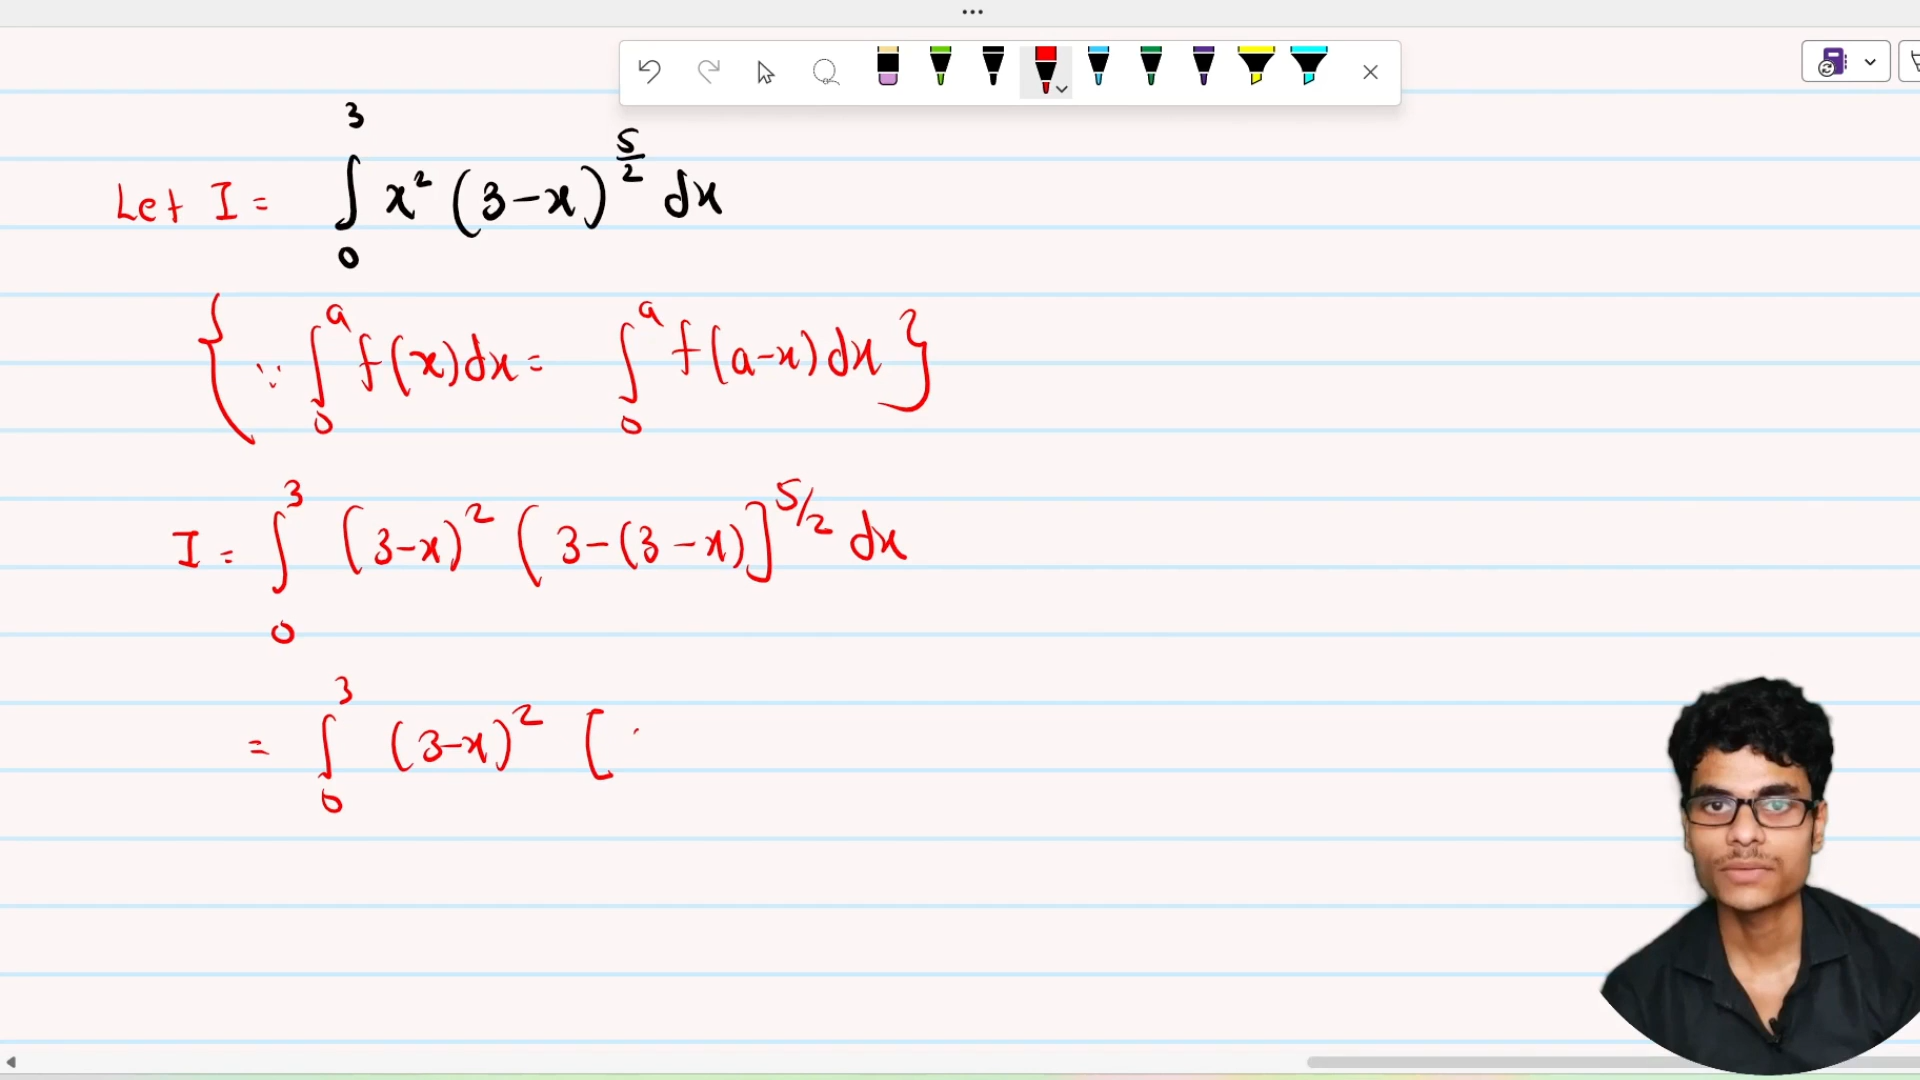 Let I = ∫₀³ x² (3-x)^(5/2) dx
{ ∵ ∫₀ᵃ f(x)dx = ∫₀ᵃ f(a-x)dx }
I = ∫₀³ (3-x)² (3-(3-x)]^(5/2) dx
= ∫₀³ (3-x)² [